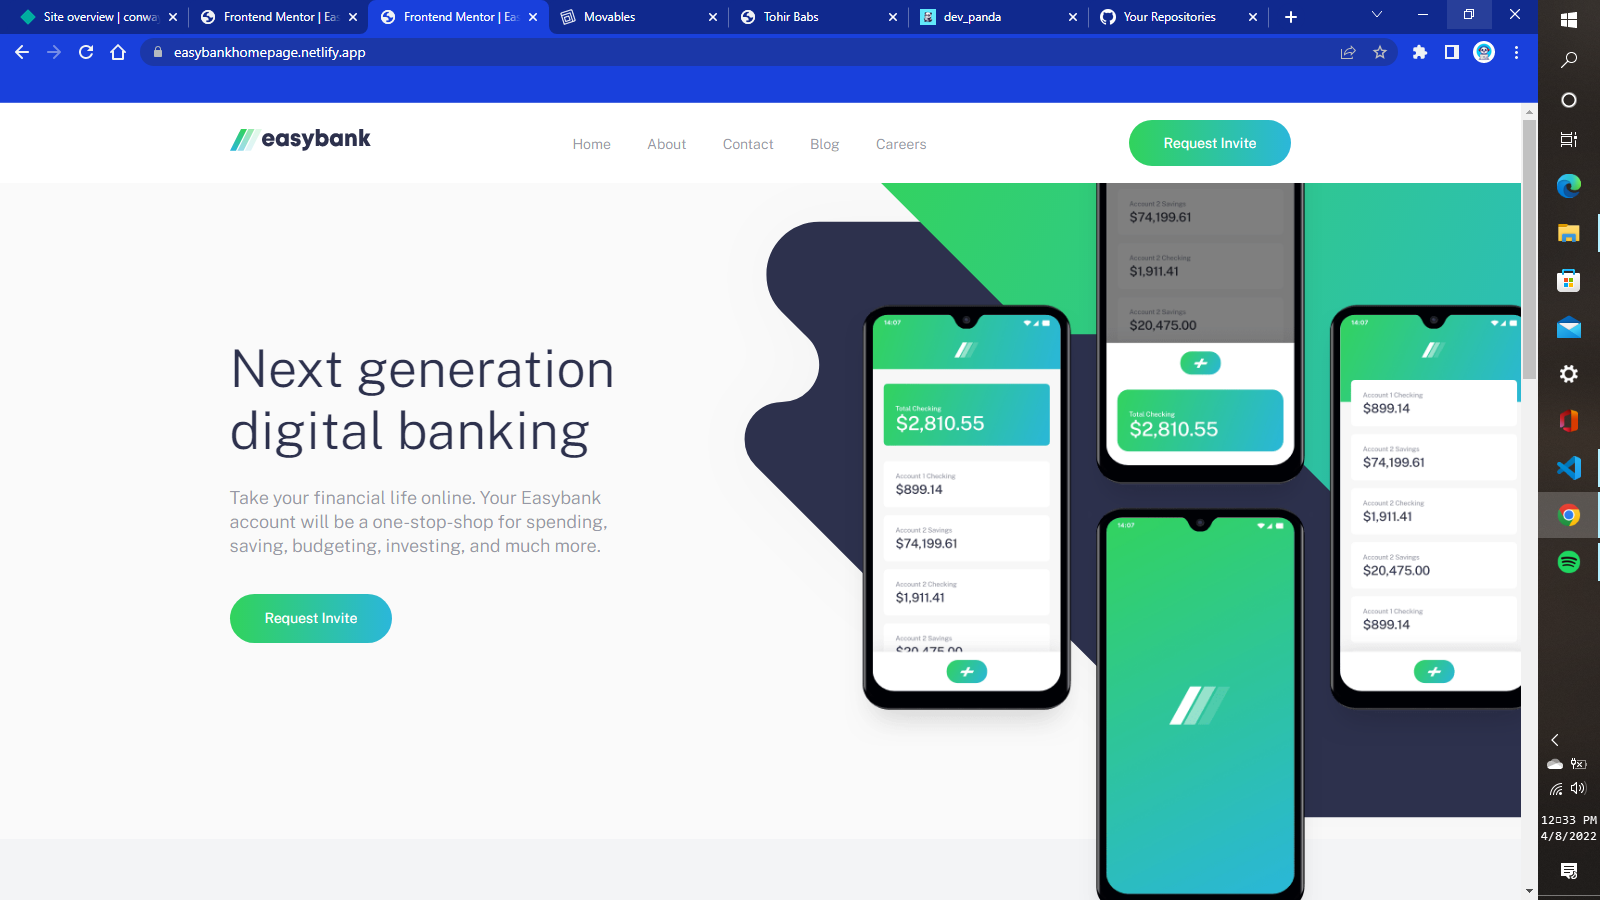 Site overview | conwa
Frontend Mentor | Eas
Frontend Mentor | Eas
Movables
Tohir Babs
dev_panda
Your Repositories
easybankhomepage.netlify.app
easybank
Home
About
Contact
Blog
Careers
Request Invite
Next generation
digital banking
Take your financial life online. Your Easybank
account will be a one-stop-shop for spending,
saving, budgeting, investing, and much more.
Request Invite
14:07
Total Checking
$2,810.55
Account 1 Checking
$899.14
Account 2 Savings
$74,199.61
Account 2 Checking
$1,911.41
Account 2 Savings
$20,475.00
Account 2 Savings
$74,199.61
Account 2 Checking
$1,911.41
Account 2 Savings
$20,475.00
Total Checking
$2,810.55
14:07
14:07
Account 1 Checking
$899.14
Account 2 Savings
$74,199.61
Account 2 Checking
$1,911.41
Account 2 Savings
$20,475.00
Account 1 Checking
$899.14
12▯33 PM
4/8/2022